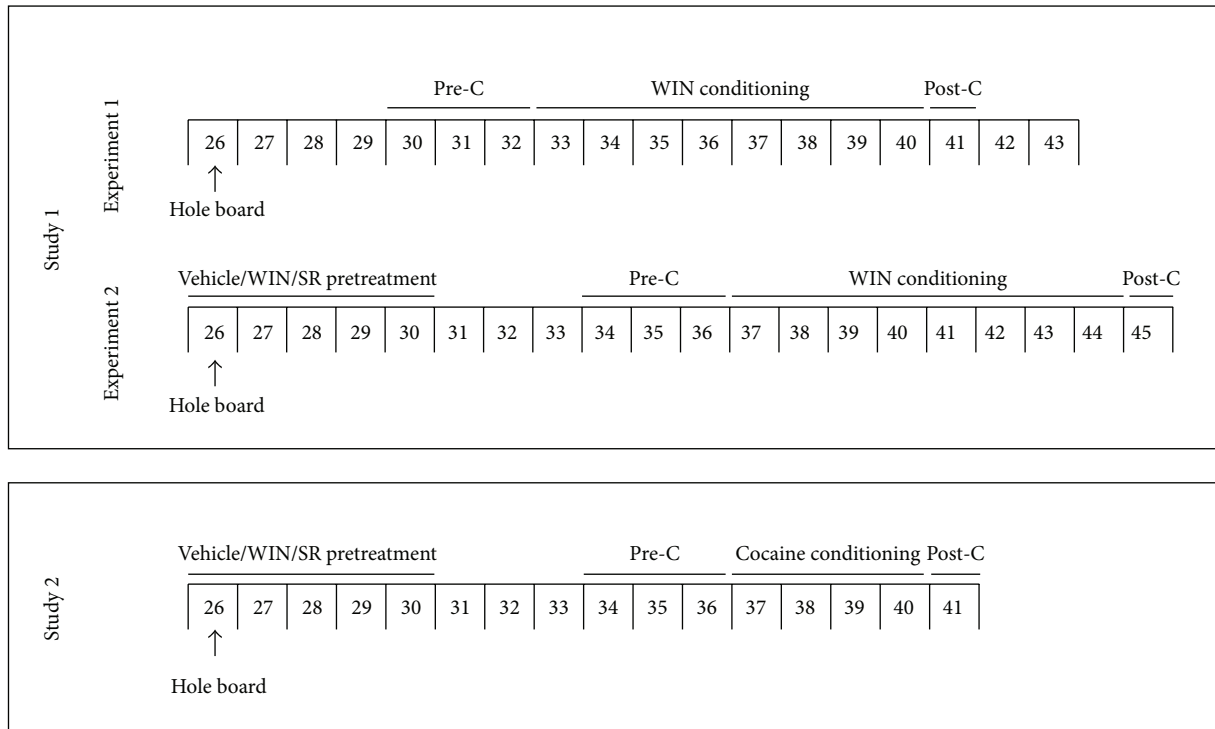 Study 1
Experiment 1
Pre-C WIN conditioning Post-C
26 27 28 29 30 31 32 33 34 35 36 37 38 39 40 41 42 43
Hole board
Experiment 2
Vehicle/WIN/SR pretreatment Pre-C WIN conditioning Post-C
26 27 28 29 30 31 32 33 34 35 36 37 38 39 40 41 42 43 44 45
Hole board
Study 2
Vehicle/WIN/SR pretreatment Pre-C Cocaine conditioning Post-C
26 27 28 29 30 31 32 33 34 35 36 37 38 39 40 41
Hole board